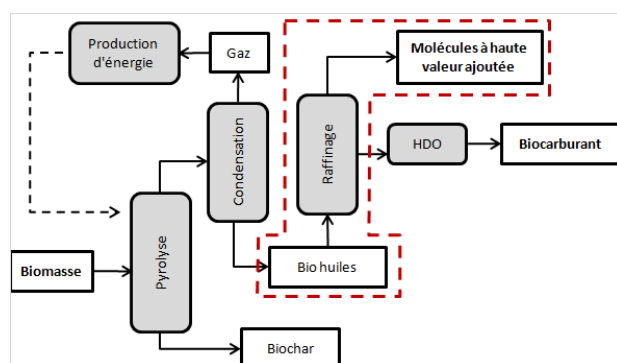 Production
d'énergie
Gaz
Molécules à haute
valeur ajoutée
Condensation
Raffinage
HDO
Biocarburant
Pyrolyse
Biomasse
Bio huiles
Biochar